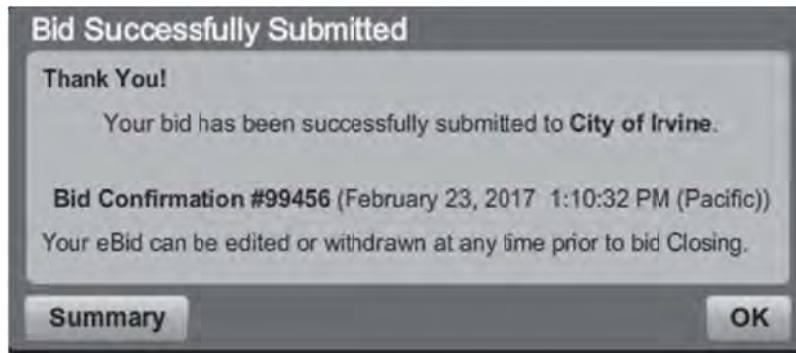 Bid Successfully Submitted
Thank You!
Your bid has been successfully submitted to City of Irvine.
Bid Confirmation #99456 (February 23, 2017 1:10:32 PM (Pacific))
Your eBid can be edited or withdrawn at any time prior to bid Closing.
Summary OK